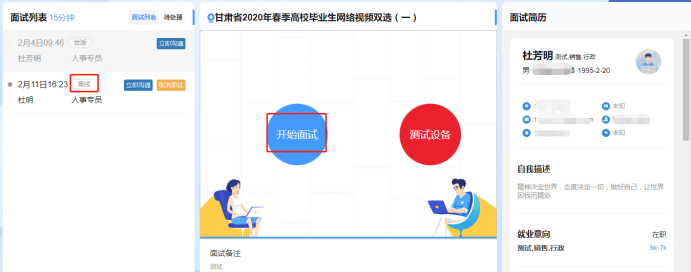 面试列表 15分钟 面试列表 待处理
2月4日09:46 立即沟通
杜芳明 人事专员
2月11日16:23 立即沟通 取消面试
杜明 人事专员
甘肃省2020年春季高校毕业生网络视频双选（一）
开始面试
测试设备
面试备注
测试
面试简历
杜芳明 测试,销售,行政
男 1995-2-20
未知
未知
自我描述
精神决定世界，态度决定一切，做好自己，让世界
因我而精彩
就业意向 在职
测试,销售,行政 5k~7k